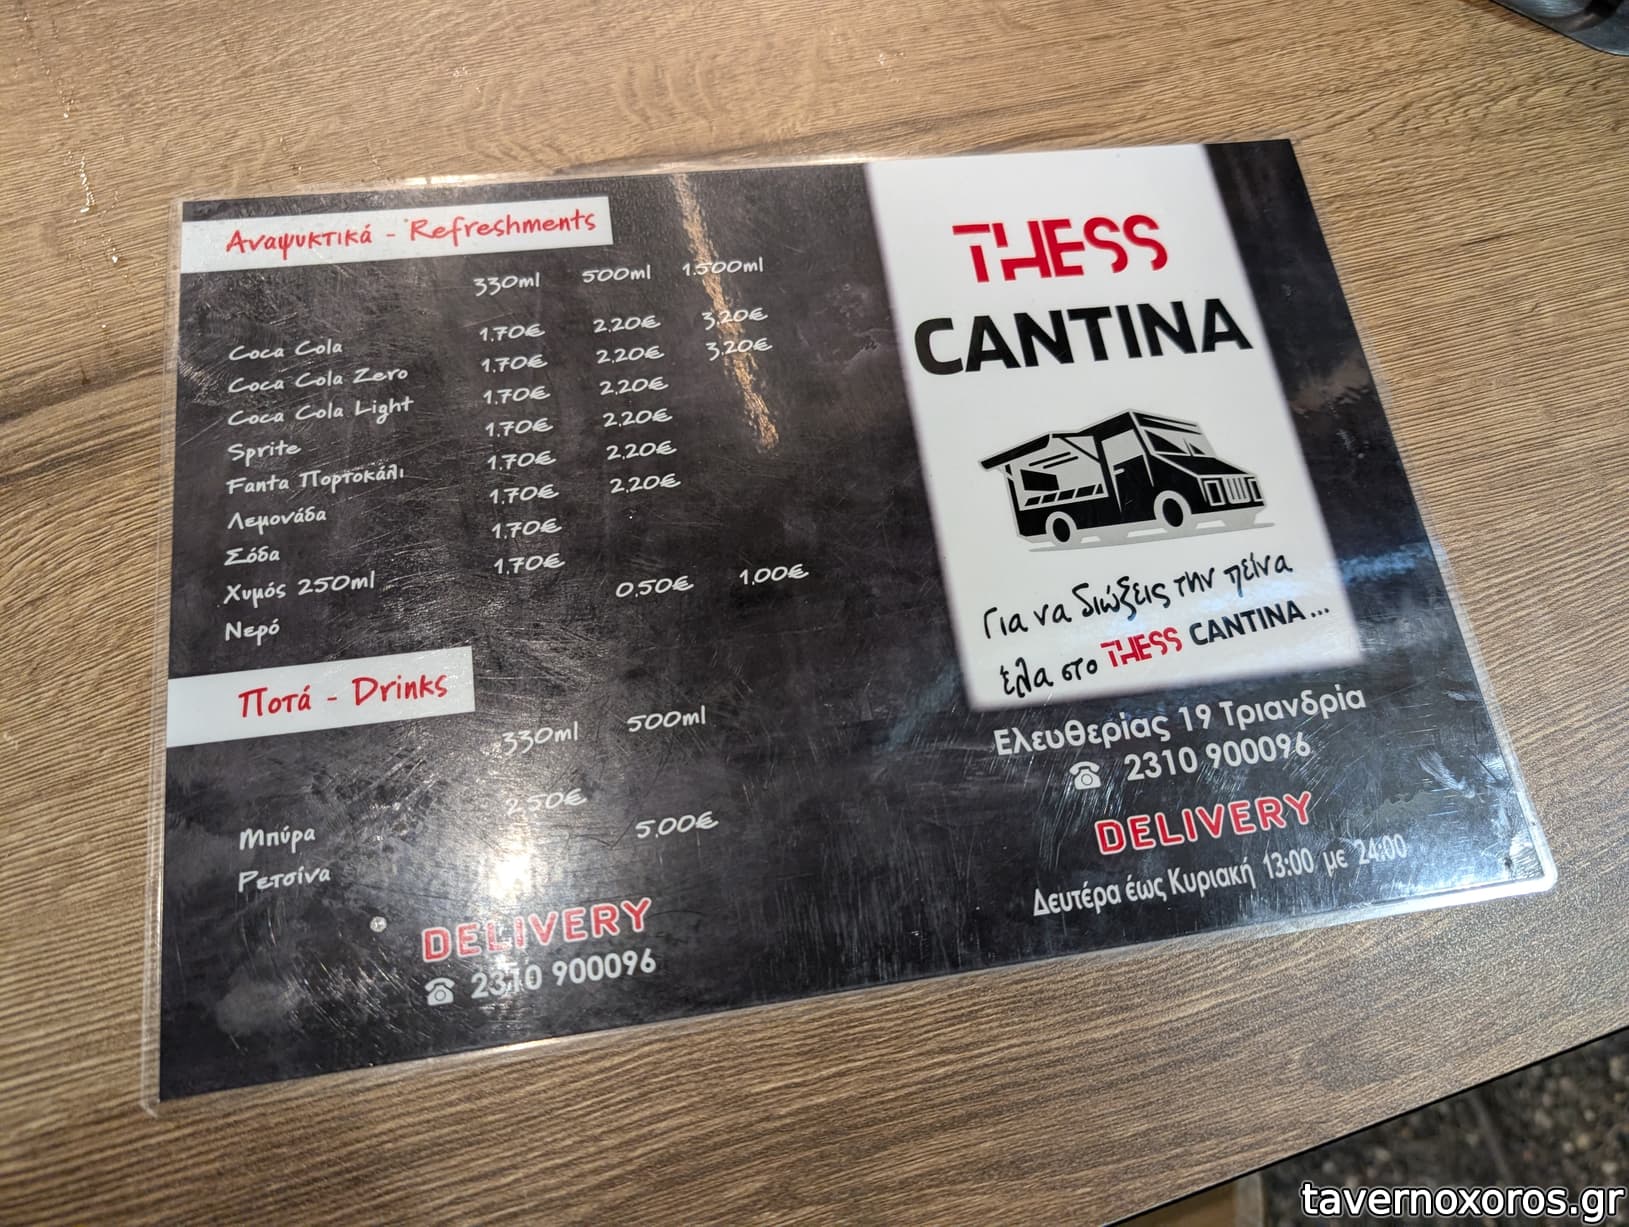 Αναψυκτικά - Refreshments
330ml 500ml 1.500ml
Coca Cola 1,70€ 2,20€ 3,20€
Coca Cola Zero 1,70€ 2,20€ 3,20€
Coca Cola Light 1,70€ 2,20€
Sprite 1,70€ 2,20€
Fanta Πορτοκάλι 1,70€ 2,20€
Λεμονάδα 1,70€ 2,20€
Σόδα 1,70€
Χυμός 250ml 1,70€
Νερό 0,50€ 1,00€
Ποτά - Drinks
330ml 500ml
Μπύρα 2,50€
Ρετσίνα 5,00€
DELIVERY
2310 900096
THESS
CANTINA
Για να διώξεις την πείνα
έλα στο THESS CANTINA...
Ελευθερίας 19 Τριανδρία
2310 900096
DELIVERY
Δευτέρα έως Κυριακή 13:00 με 24:00
tavernoxoros.gr